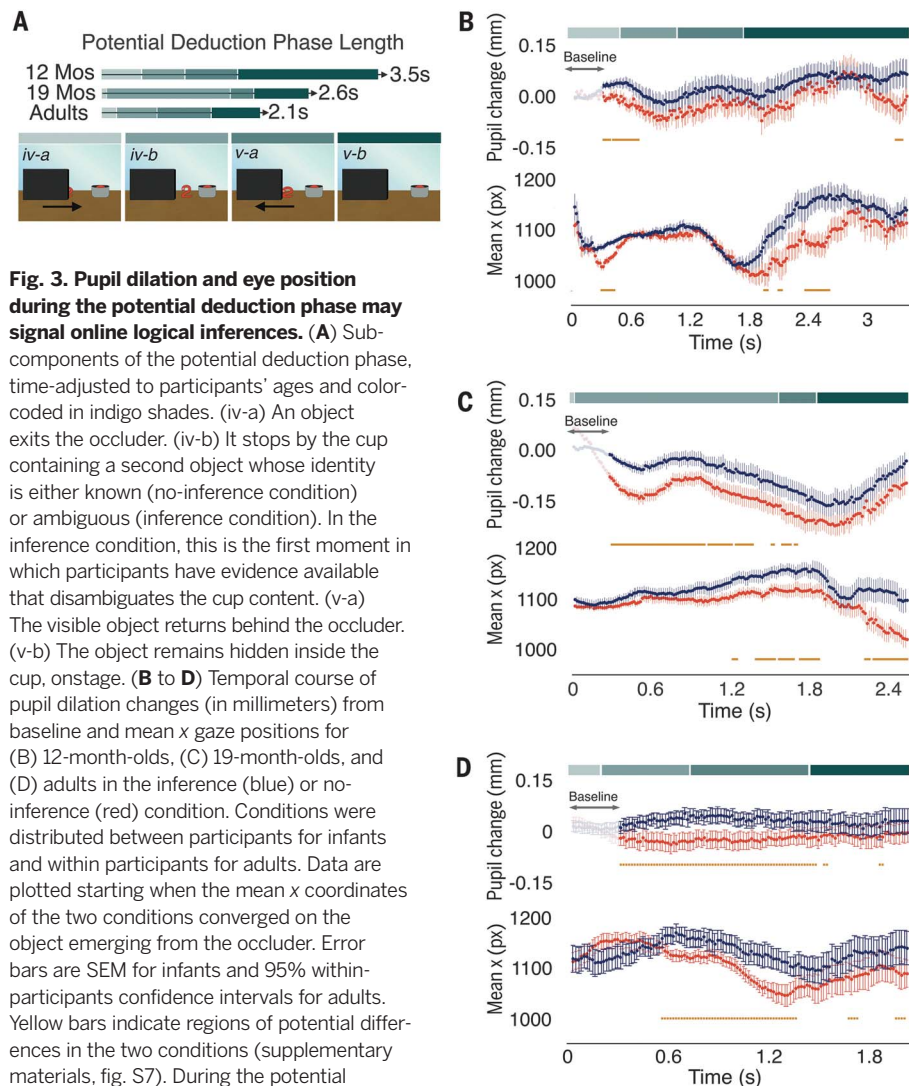 A
Potential Deduction Phase Length
12 Mos
3.5s
19 Mos
2.6s
Adults
2.1s
iv-a
iv-b
v-a
v-b
Fig. 3. Pupil dilation and eye position
during the potential deduction phase may
signal online logical inferences. (A) Sub-
components of the potential deduction phase,
time-adjusted to participants' ages and color-
coded in indigo shades. (iv-a) An object
exits the occluder. (iv-b) It stops by the cup
containing a second object whose identity
is either known (no-inference condition)
or ambiguous (inference condition). In the
inference condition, this is the first moment in
which participants have evidence available
that disambiguates the cup content. (v-a)
The visible object returns behind the occluder.
(v-b) The object remains hidden inside the
cup, onstage. (B to D) Temporal course of
pupil dilation changes (in millimeters) from
baseline and mean x gaze positions for
(B) 12-month-olds, (C) 19-month-olds, and
(D) adults in the inference (blue) or no-
inference (red) condition. Conditions were
distributed between participants for infants
and within participants for adults. Data are
plotted starting when the mean x coordinates
of the two conditions converged on the
object emerging from the occluder. Error
bars are SEM for infants and 95% within-
participants confidence intervals for adults.
Yellow bars indicate regions of potential differ-
ences in the two conditions (supplementary
materials, fig. S7). During the potential
B
Pupil change (mm)
0.15
0.00
-0.15
Baseline
Mean x (px)
1200
1100
1000
0 0.6 1.2 1.8 2.4 3
Time (s)
C
Pupil change (mm)
0.15
0.00
-0.15
Baseline
Mean x (px)
1200
1100
1000
0 0.6 1.2 1.8 2.4
Time (s)
D
Pupil change (mm)
0.15
0
-0.15
Baseline
Mean x (px)
1200
1100
1000
0 0.6 1.2 1.8
Time (s)